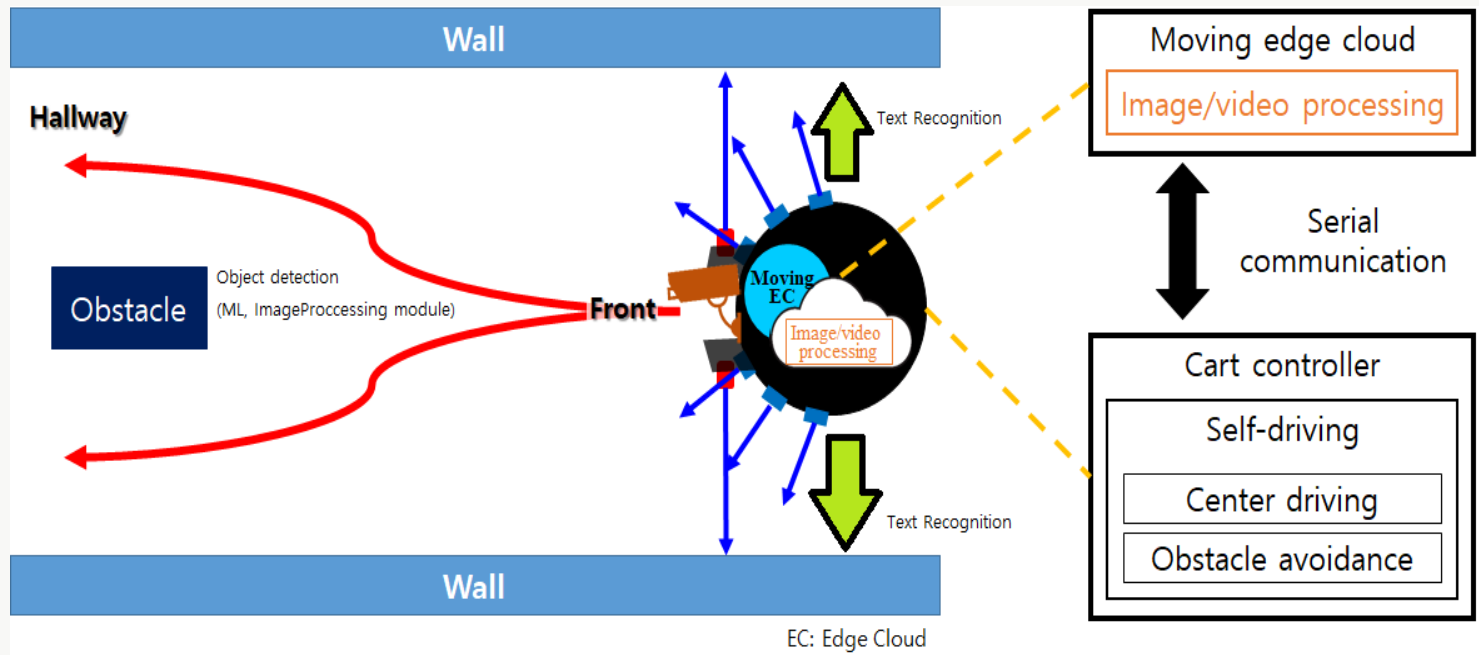 Wall
Hallway
Text Recognition
Obstacle
Object detection
(ML, ImageProccessing module)
Front
Moving
EC
Image/video
processing
Text Recognition
Wall
EC: Edge Cloud
Moving edge cloud
Image/video processing
Serial
communication
Cart controller
Self-driving
Center driving
Obstacle avoidance